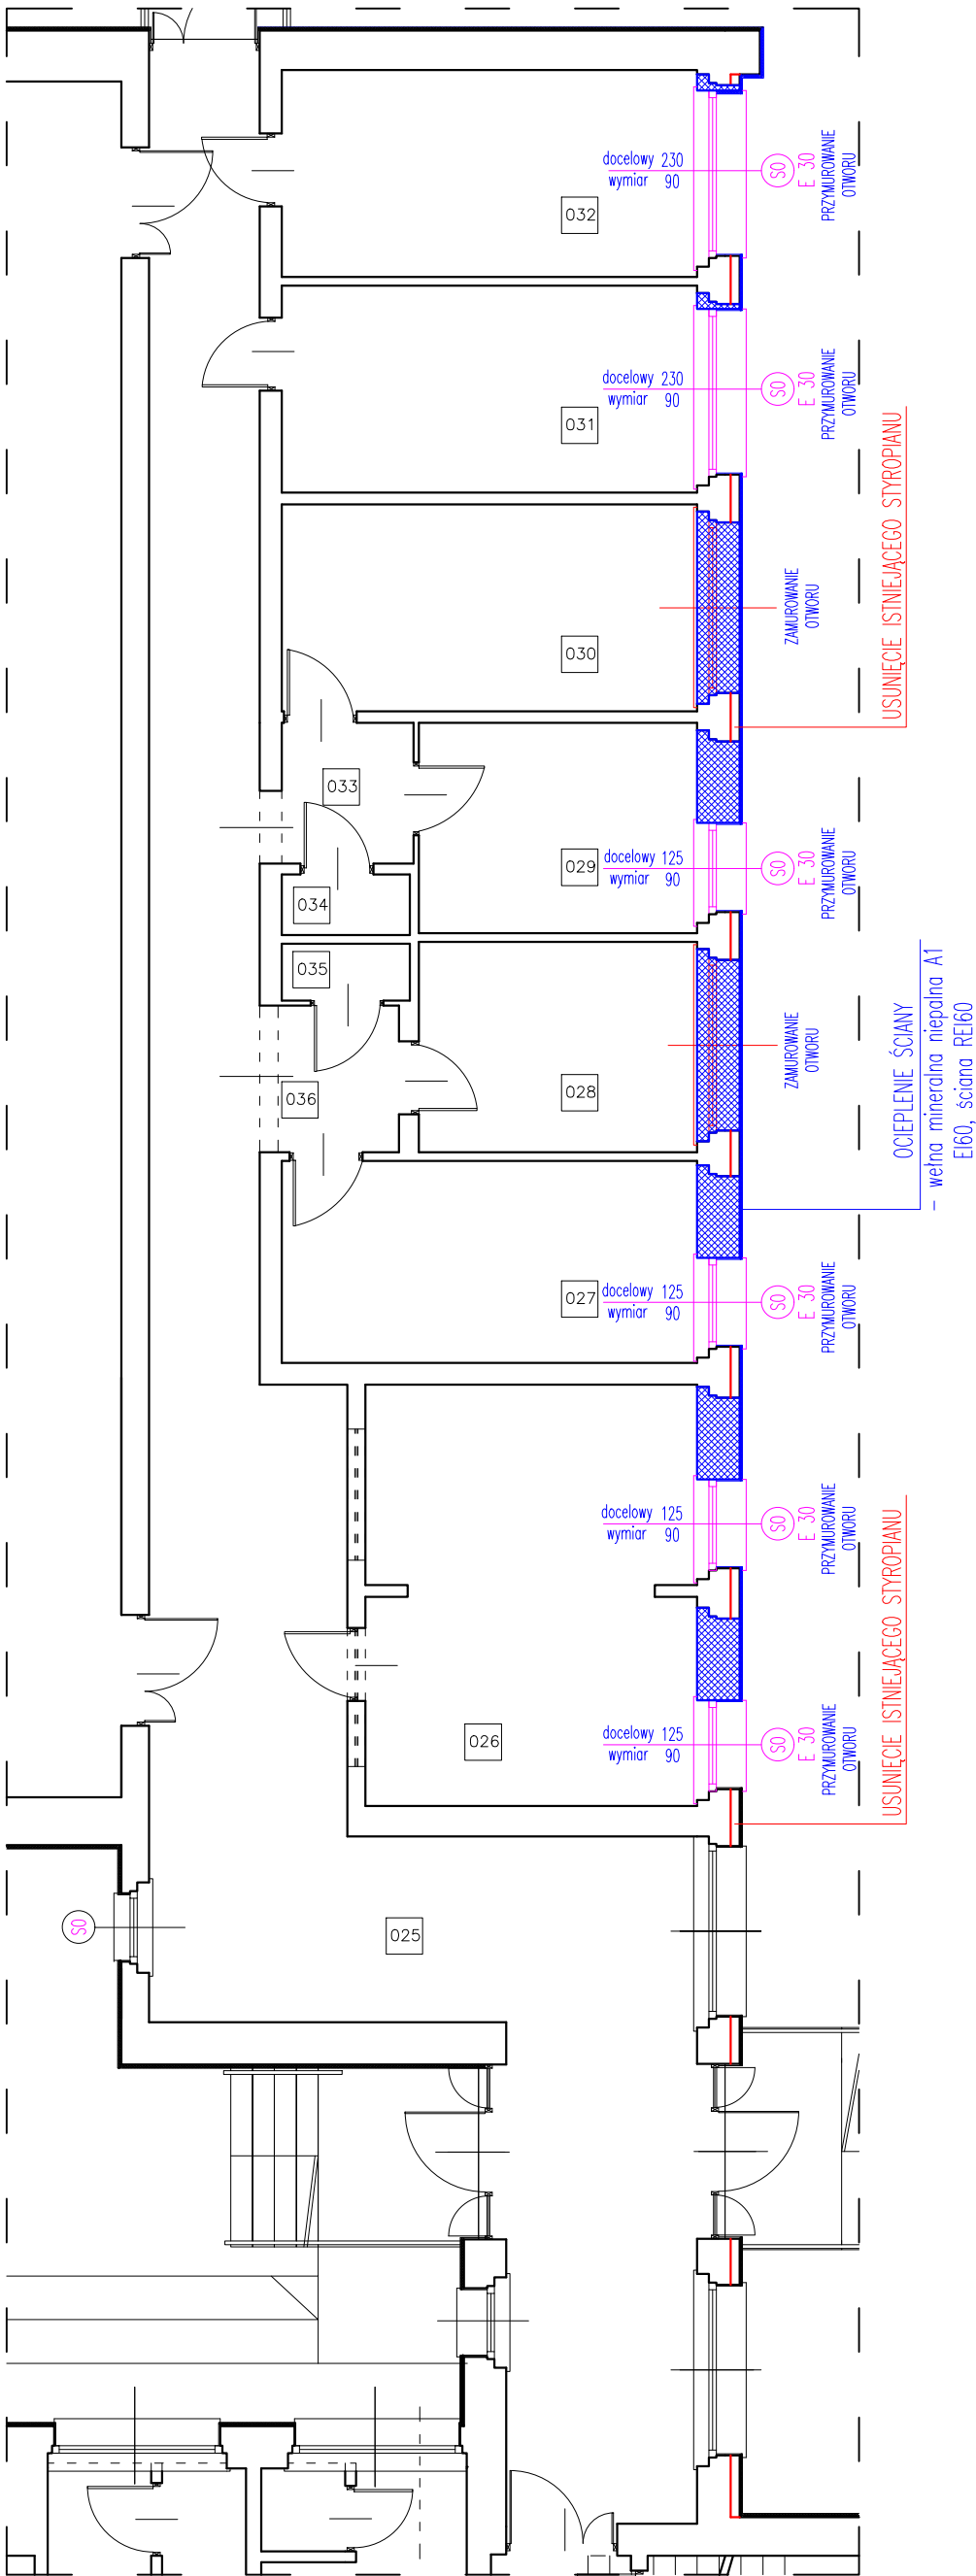 docelowy 230
wymiar 90
SO
E 30
PRZYMUROWANIE
OTWORU
032
docelowy 230
wymiar 90
SO
E 30
PRZYMUROWANIE
OTWORU
031
USUNIĘCIE ISTNIEJĄCEGO STYROPIANU
ZAMUROWANIE
OTWORU
030
033
029
docelowy 125
wymiar 90
SO
E 30
PRZYMUROWANIE
OTWORU
034
035
OCIEPLENIE ŚCIANY
- wełna mineralna niepalna A1
EI60, ściana REI60
ZAMUROWANIE
OTWORU
028
036
027
docelowy 125
wymiar 90
SO
E 30
PRZYMUROWANIE
OTWORU
docelowy 125
wymiar 90
SO
E 30
PRZYMUROWANIE
OTWORU
USUNIĘCIE ISTNIEJĄCEGO STYROPIANU
026
docelowy 125
wymiar 90
SO
E 30
PRZYMUROWANIE
OTWORU
SO
025